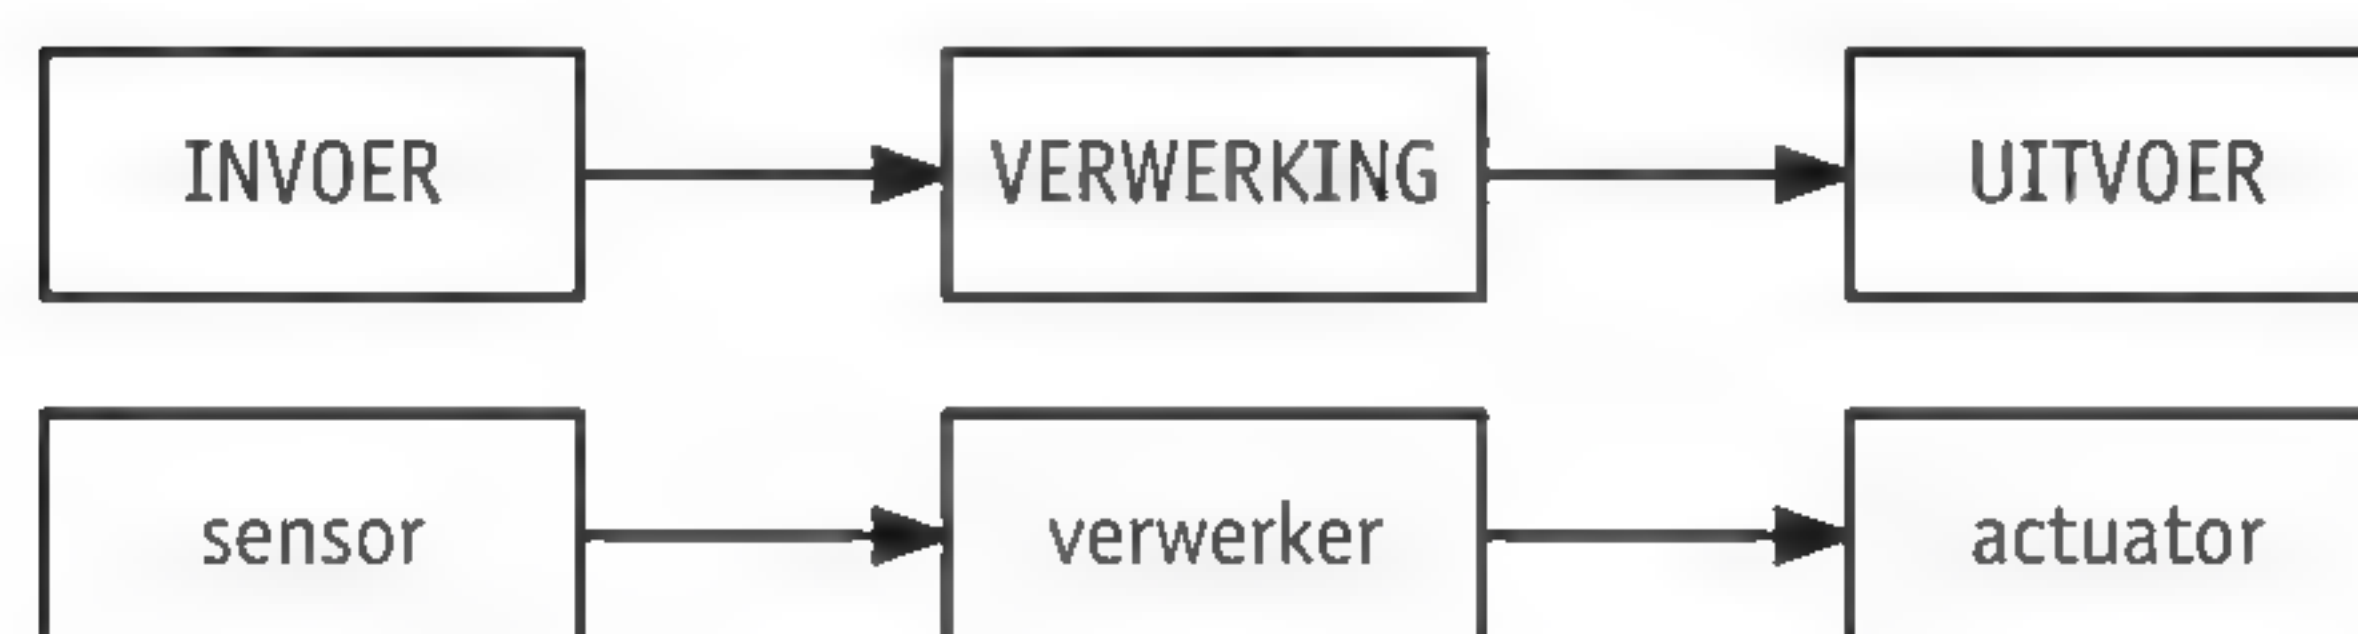 INVOER VERWERKING UITVOER
sensor verwerker actuator